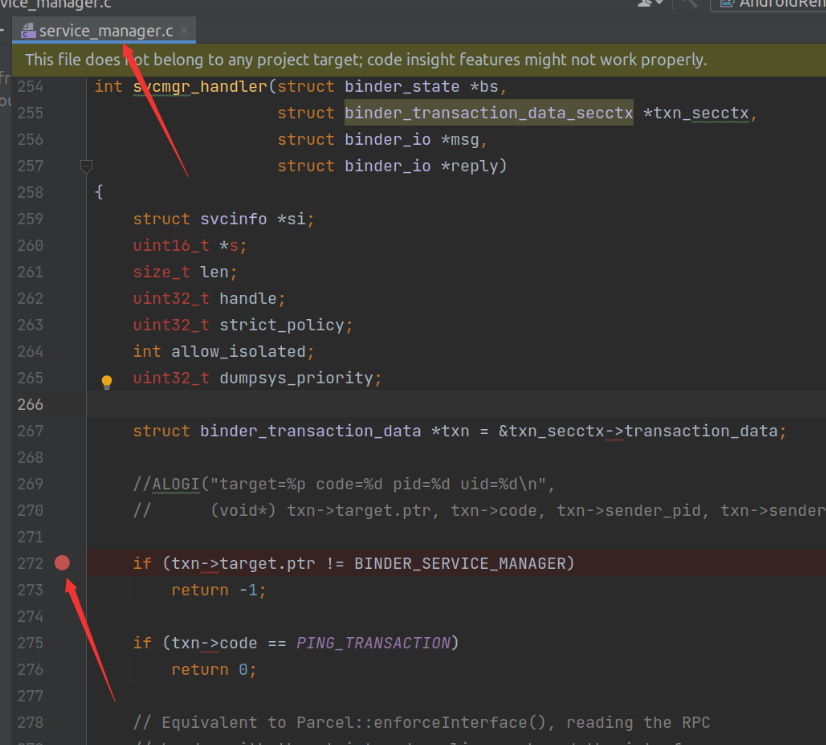 vice_manager.c
AndroidRem
service_manager.c
This file does not belong to any project target; code insight features might not work properly.
254 int svcmgr_handler(struct binder_state *bs,
255 struct binder_transaction_data_secctx *txn_secctx,
256 struct binder_io *msg,
257 struct binder_io *reply)
258 {
259 struct svcinfo *si;
260 uint16_t *s;
261 size_t len;
262 uint32_t handle;
263 uint32_t strict_policy;
264 int allow_isolated;
265 uint32_t dumpsys_priority;
266
267 struct binder_transaction_data *txn = &txn_secctx->transaction_data;
268
269 //ALOGI("target=%p code=%d pid=%d uid=%d\n",
270 // (void*) txn->target.ptr, txn->code, txn->sender_pid, txn->sender
271
272 if (txn->target.ptr != BINDER_SERVICE_MANAGER)
273 return -1;
274
275 if (txn->code == PING_TRANSACTION)
276 return 0;
277
278 // Equivalent to Parcel::enforceInterface(), reading the RPC